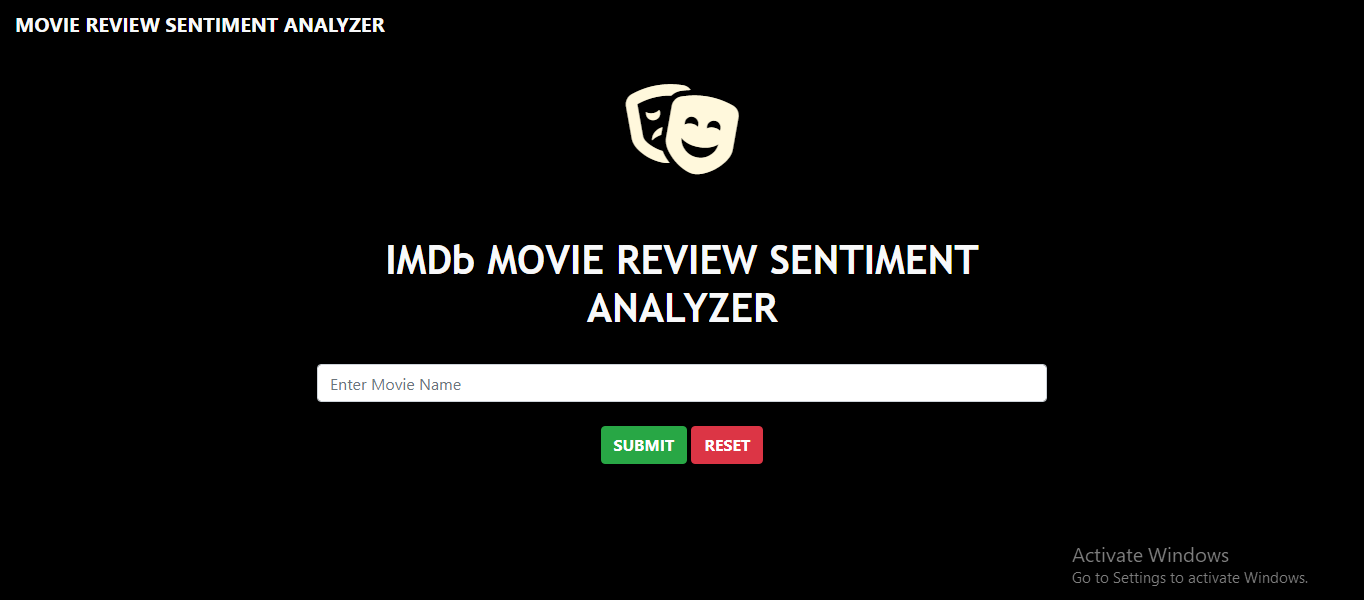 MOVIE REVIEW SENTIMENT ANALYZER
IMDb MOVIE REVIEW SENTIMENT
ANALYZER
Enter Movie Name
SUBMIT RESET
Activate Windows
Go to Settings to activate Windows.